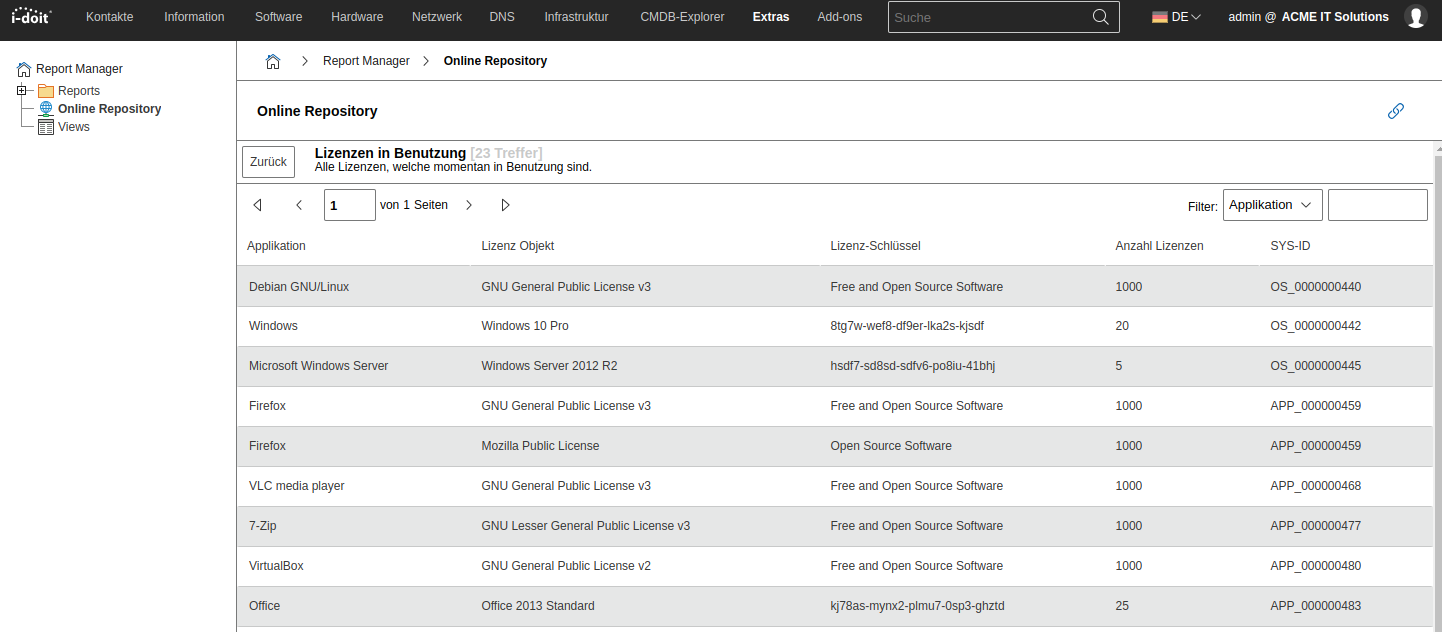 i-doit Kontakte Information Software Hardware Netzwerk DNS Infrastruktur CMDB-Explorer Extras Add-ons Suche DE admin @ ACME IT Solutions
Report Manager
Reports
Online Repository
Views
Report Manager Online Repository
Online Repository
Zurück
Lizenzen in Benutzung [23 Treffer]
Alle Lizenzen, welche momentan in Benutzung sind.
1 von 1 Seiten Filter: Applikation
Applikation Lizenz Objekt Lizenz-Schlüssel Anzahl Lizenzen SYS-ID
Debian GNU/Linux GNU General Public License v3 Free and Open Source Software 1000 OS_0000000440
Windows Windows 10 Pro 8tg7w-wef8-df9er-lka2s-kjsdf 20 OS_0000000442
Microsoft Windows Server Windows Server 2012 R2 hsdf7-sd8sd-sdfv6-po8iu-41bhj 5 OS_0000000445
Firefox GNU General Public License v3 Free and Open Source Software 1000 APP_000000459
Firefox Mozilla Public License Open Source Software 1000 APP_000000459
VLC media player GNU General Public License v3 Free and Open Source Software 1000 APP_000000468
7-Zip GNU Lesser General Public License v3 Free and Open Source Software 1000 APP_000000477
VirtualBox GNU General Public License v2 Free and Open Source Software 1000 APP_000000480
Office Office 2013 Standard kj78as-mynx2-plmu7-0sp3-ghztd 25 APP_000000483